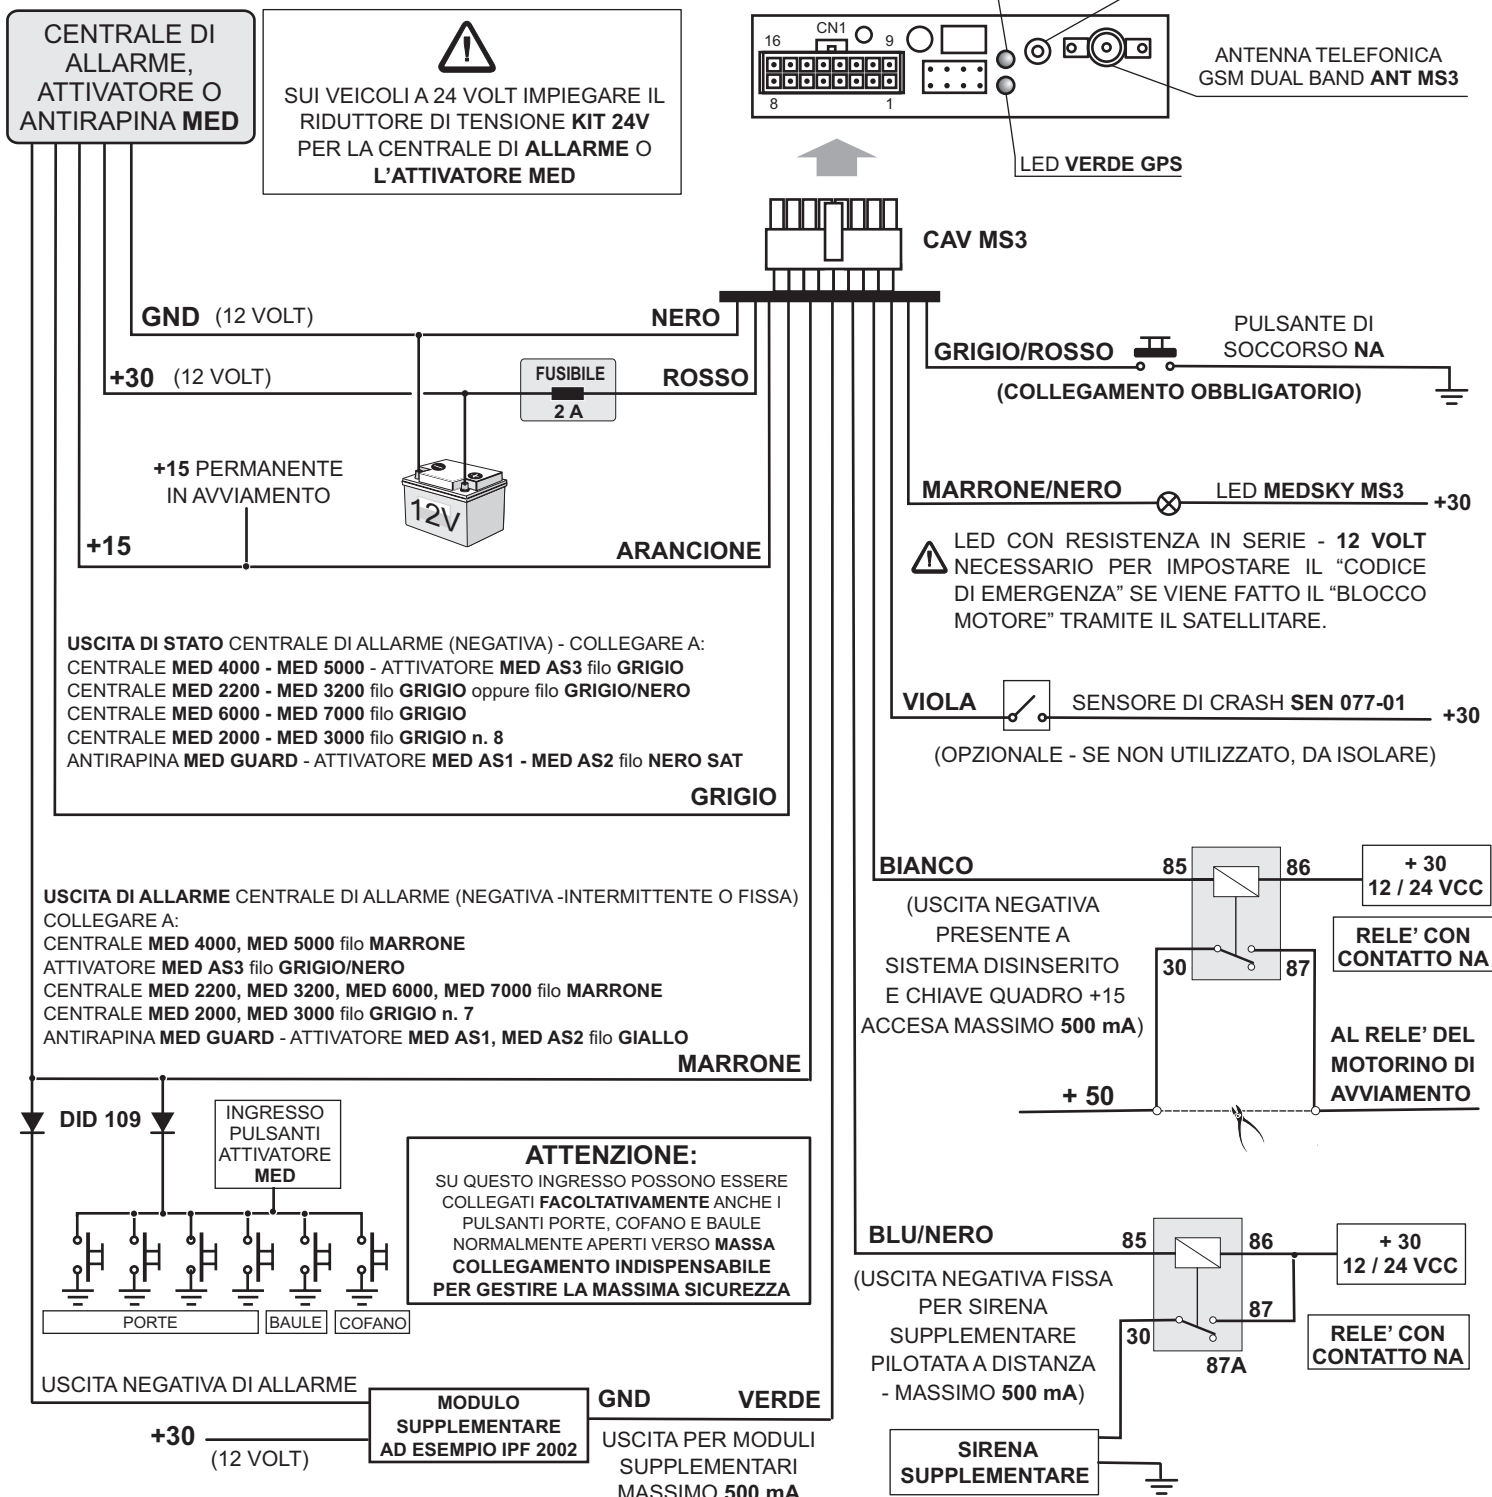 CENTRALE DI
ALLARME,
ATTIVATORE O
ANTIRAPINA MED
SUI VEICOLI A 24 VOLT IMPIEGARE IL
RIDUTTORE DI TENSIONE KIT 24V
PER LA CENTRALE DI ALLARME O
L'ATTIVATORE MED
CN1
16
9
8
1
ANTENNA TELEFONICA
GSM DUAL BAND ANT MS3
LED VERDE GPS
CAV MS3
GND (12 VOLT)
NERO
+30 (12 VOLT)
FUSIBILE
2 A
ROSSO
+15 PERMANENTE
IN AVVIAMENTO
12V
+15
ARANCIONE
GRIGIO/ROSSO
PULSANTE DI
SOCCORSO NA
(COLLEGAMENTO OBBLIGATORIO)
MARRONE/NERO
LED MEDSKY MS3
+30
LED CON RESISTENZA IN SERIE - 12 VOLT
NECESSARIO PER IMPOSTARE IL “CODICE
DI EMERGENZA” SE VIENE FATTO IL “BLOCCO
MOTORE” TRAMITE IL SATELLITARE.
USCITA DI STATO CENTRALE DI ALLARME (NEGATIVA) - COLLEGARE A:
CENTRALE MED 4000 - MED 5000 - ATTIVATORE MED AS3 filo GRIGIO
CENTRALE MED 2200 - MED 3200 filo GRIGIO oppure filo GRIGIO/NERO
CENTRALE MED 6000 - MED 7000 filo GRIGIO
CENTRALE MED 2000 - MED 3000 filo GRIGIO n. 8
ANTIRAPINA MED GUARD - ATTIVATORE MED AS1 - MED AS2 filo NERO SAT
GRIGIO
VIOLA
SENSORE DI CRASH SEN 077-01
+30
(OPZIONALE - SE NON UTILIZZATO, DA ISOLARE)
USCITA DI ALLARME CENTRALE DI ALLARME (NEGATIVA -INTERMITTENTE O FISSA)
COLLEGARE A:
CENTRALE MED 4000, MED 5000 filo MARRONE
ATTIVATORE MED AS3 filo GRIGIO/NERO
CENTRALE MED 2200, MED 3200, MED 6000, MED 7000 filo MARRONE
CENTRALE MED 2000, MED 3000 filo GRIGIO n. 7
ANTIRAPINA MED GUARD - ATTIVATORE MED AS1, MED AS2 filo GIALLO
MARRONE
BIANCO
85
86
+ 30
12 / 24 VCC
(USCITA NEGATIVA
PRESENTE A
SISTEMA DISINSERITO
E CHIAVE QUADRO +15
ACCESA MASSIMO 500 mA)
30
87
RELE' CON
CONTATTO NA
AL RELE’ DEL
MOTORINO DI
AVVIAMENTO
+ 50
DID 109
INGRESSO
PULSANTI
ATTIVATORE
MED
ATTENZIONE:
SU QUESTO INGRESSO POSSONO ESSERE
COLLEGATI FACOLTATIVAMENTE ANCHE I
PULSANTI PORTE, COFANO E BAULE
NORMALMENTE APERTI VERSO MASSA
COLLEGAMENTO INDISPENSABILE
PER GESTIRE LA MASSIMA SICUREZZA
PORTE
BAULE
COFANO
BLU/NERO
85
86
+ 30
12 / 24 VCC
(USCITA NEGATIVA FISSA
PER SIRENA
SUPPLEMENTARE
PILOTATA A DISTANZA
- MASSIMO 500 mA)
87
30
87A
RELE' CON
CONTATTO NA
USCITA NEGATIVA DI ALLARME
+30
(12 VOLT)
MODULO
SUPPLEMENTARE
AD ESEMPIO IPF 2002
GND
VERDE
USCITA PER MODULI
SUPPLEMENTARI
MASSIMO 500 mA
SIRENA
SUPPLEMENTARE